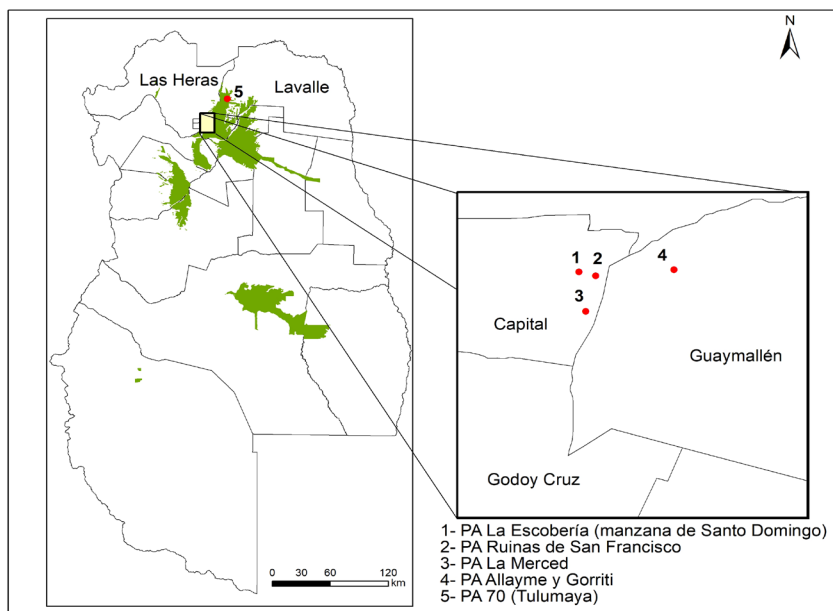 N
Las Heras
Lavalle
5
1
2
4
3
Capital
Guaymallén
Godoy Cruz
1- PA La Escobería (manzana de Santo Domingo)
2- PA Ruinas de San Francisco
3- PA La Merced
4- PA Allayme y Gorriti
5- PA 70 (Tulumaya)
0 30 60 120
km